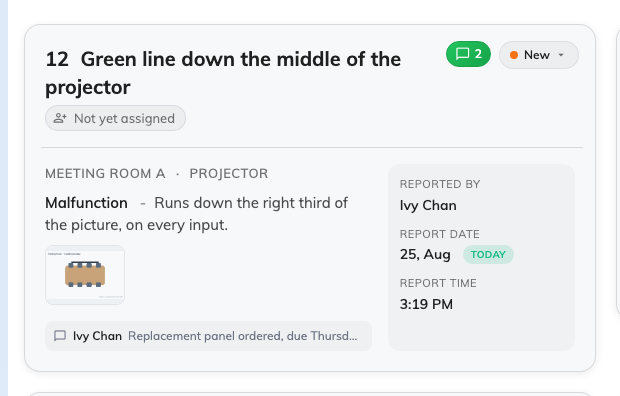 12 Green line down the middle of the
projector
2
New
Not yet assigned
MEETING ROOM A · PROJECTOR
Malfunction - Runs down the right third of
the picture, on every input.
Ivy Chan Replacement panel ordered, due Thursd...
REPORTED BY
Ivy Chan
REPORT DATE
25, Aug TODAY
REPORT TIME
3:19 PM